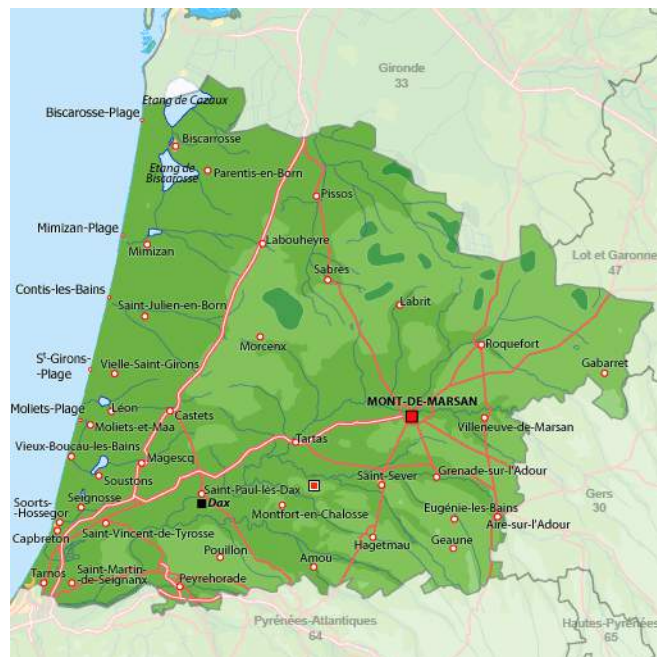 Gironde
33
Etang de Cazaux
Biscarosse-Plage
Biscarrosse
Etang de
Biscarosse
Parentis-en-Born
Pissos
Mimizan-Plage
Mimizan
Labouheyre
Lot et Garonne
47
Sabres
Contis-les-Bains
Saint-Julien-en-Born
Labrit
Morcenx
Roquefort
St-Girons-
-Plage
Vielle-Saint-Girons
Gabarret
MONT-DE-MARSAN
Moliets-Plage
Léon
Castets
Moliets-et-Maa
Villeneuve-de-Marsan
Tartas
Vieux-Boucau-les-Bains
Magescq
Soustons
Saint-Sever
Grenade-sur-l'Adour
Saint-Paul-lès-Dax
Dax
Seignosse
Soorts-
-Hossegor
Montfort-en-Chalosse
Eugénie-les-Bains
Gers
30
Aire-sur-l'Adour
Capbreton
Saint-Vincent-de-Tyrosse
Hagetmau
Geaune
Pouillon
Amou
Tarnos
Saint-Martin
-de-Seignanx
Peyrehorade
Pyrénées-Atlantiques
64
Hautes-Pyrénées
65